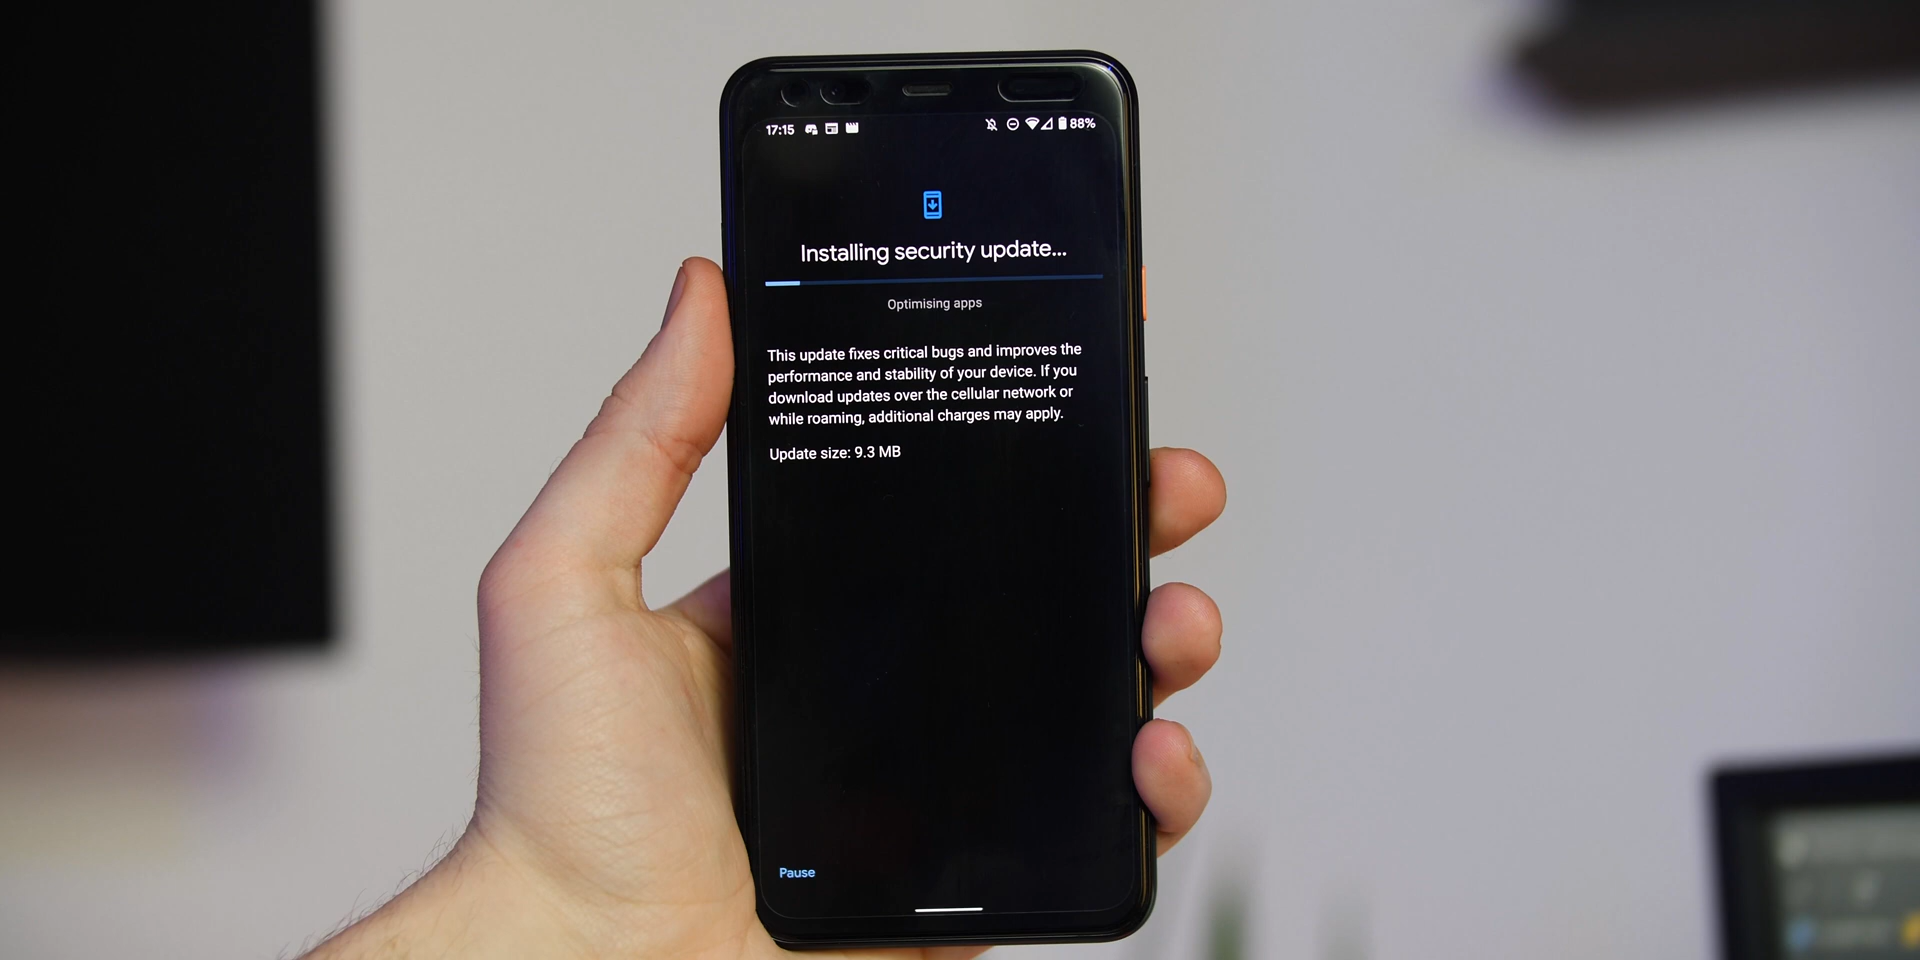 17:15 88%
Installing security update...
Optimising apps
This update fixes critical bugs and improves the
performance and stability of your device. If you
download updates over the cellular network or
while roaming, additional charges may apply.
Update size: 9.3 MB
Pause